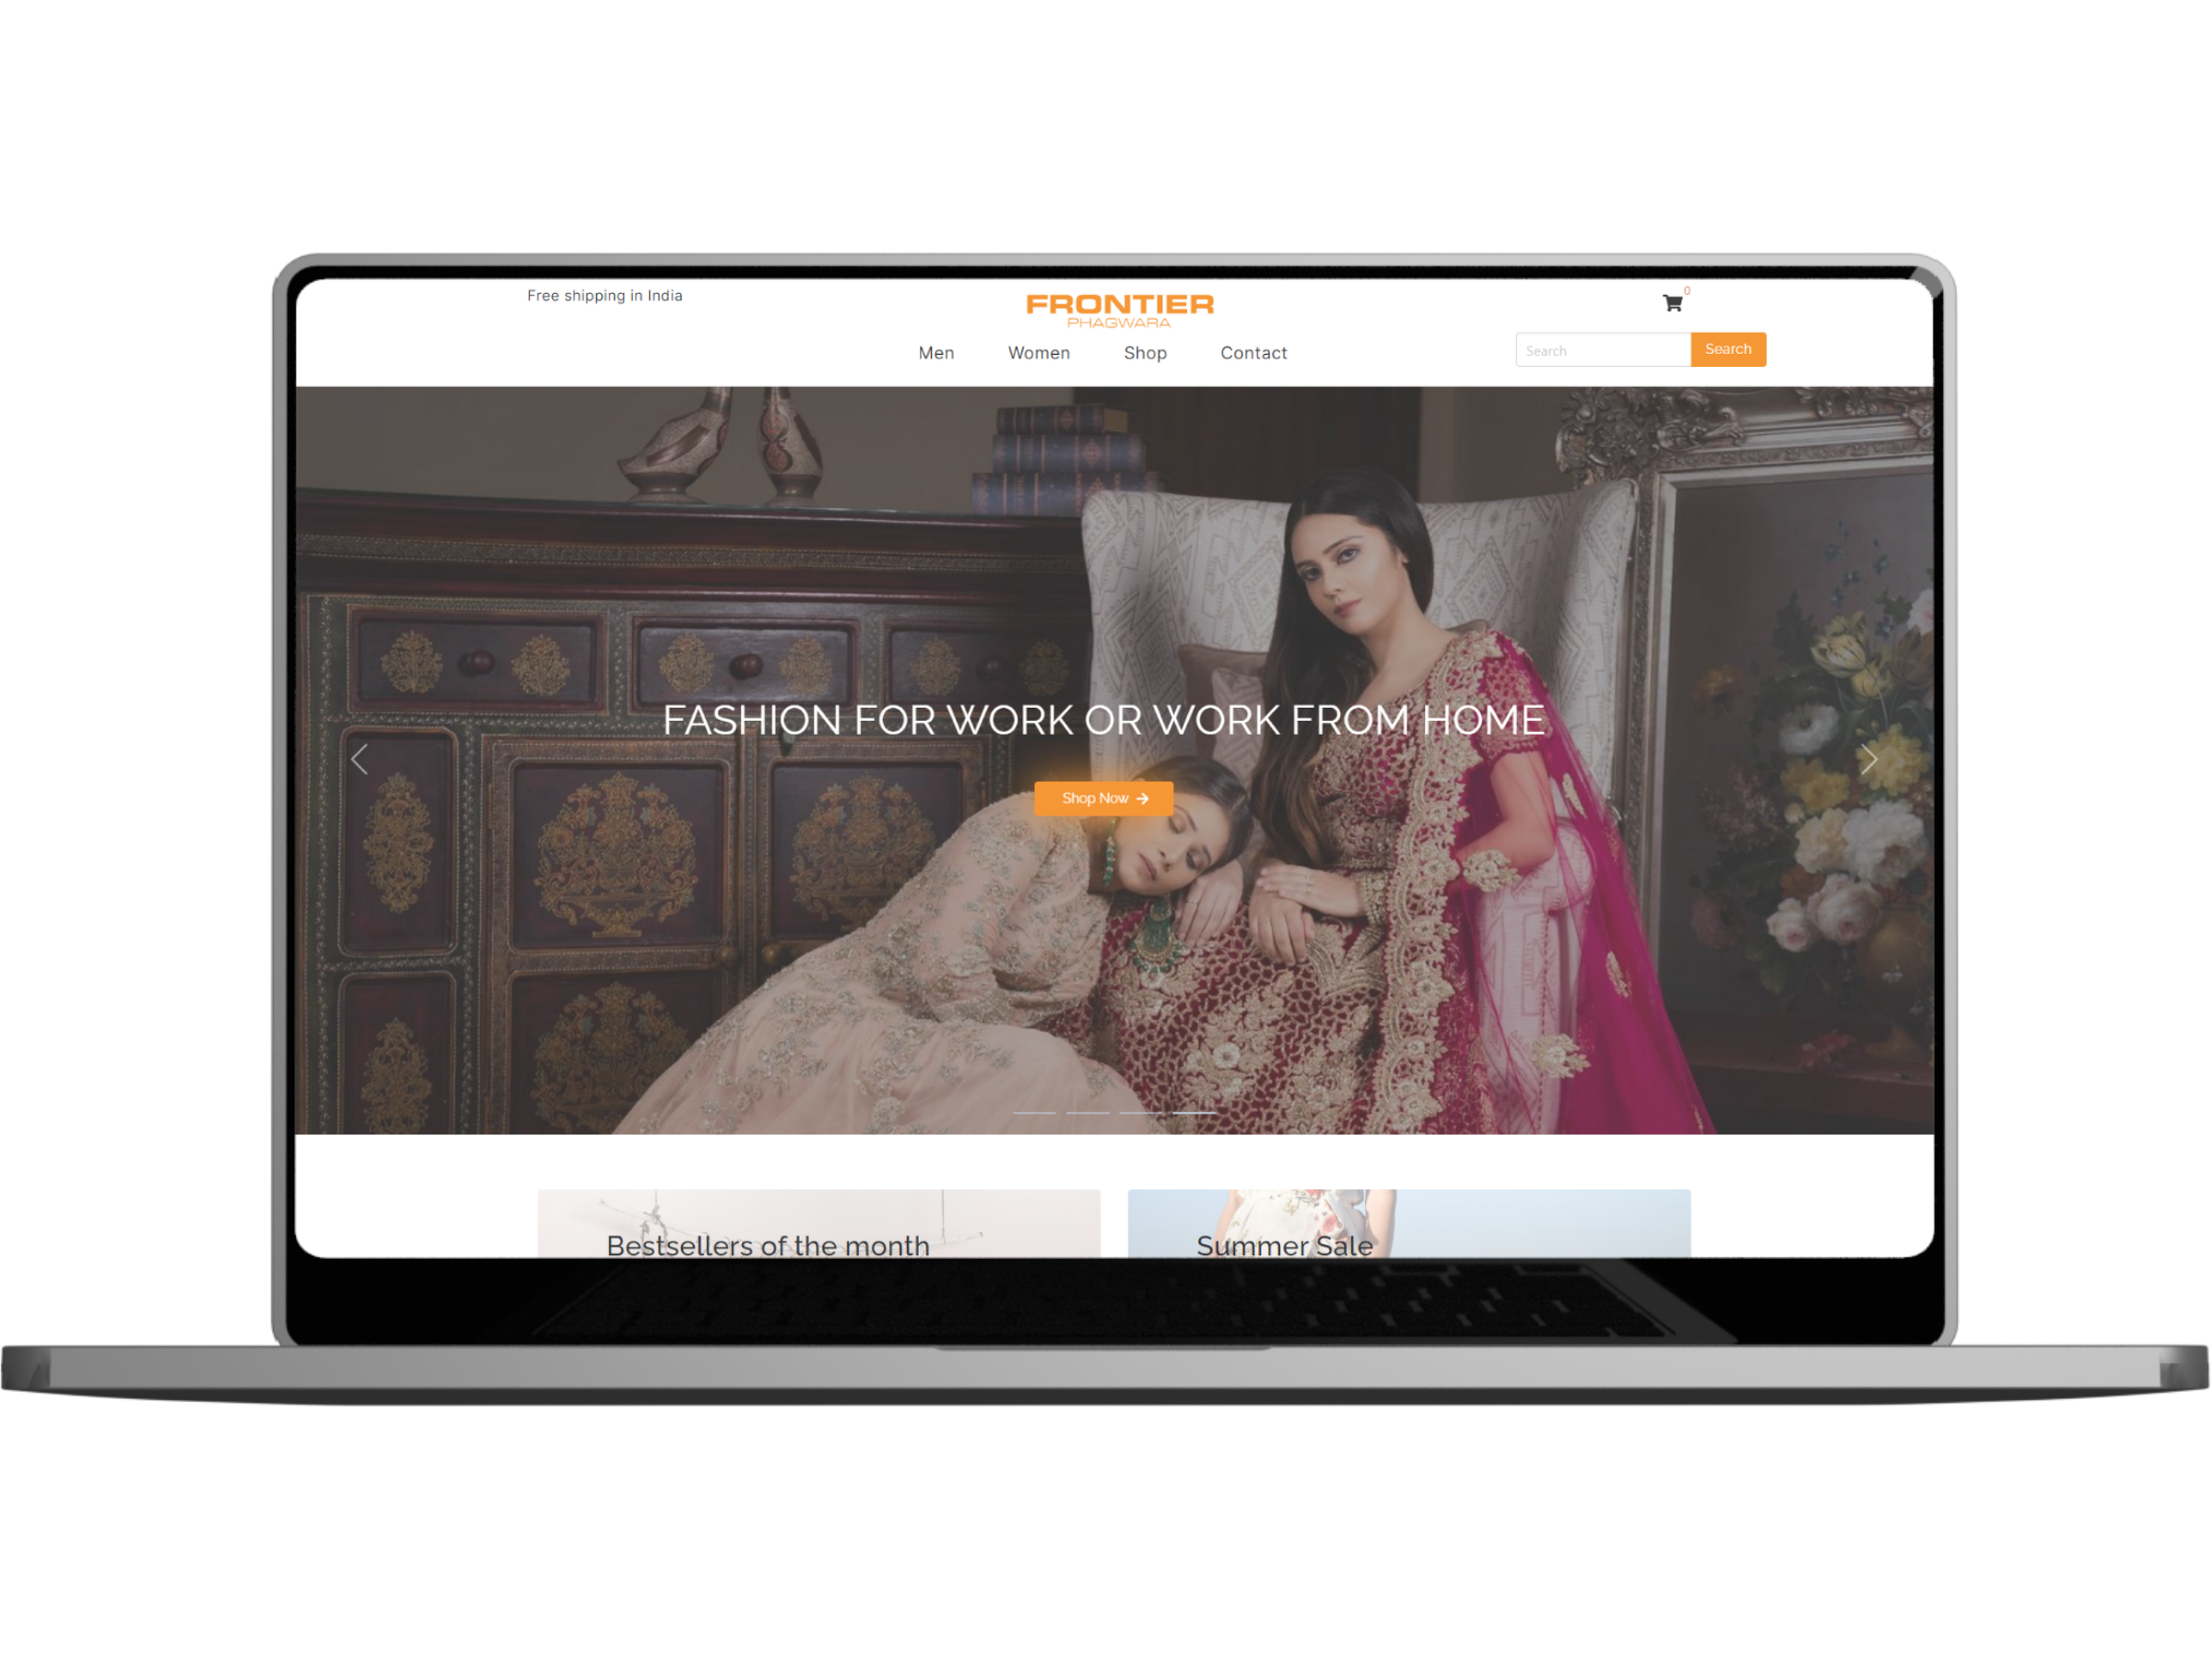 Free shipping in India
FRONTIER
PHAGWARA
0
Men Women Shop Contact
Search Search
FASHION FOR WORK OR WORK FROM HOME
Shop Now
Bestsellers of the month
Summer Sale